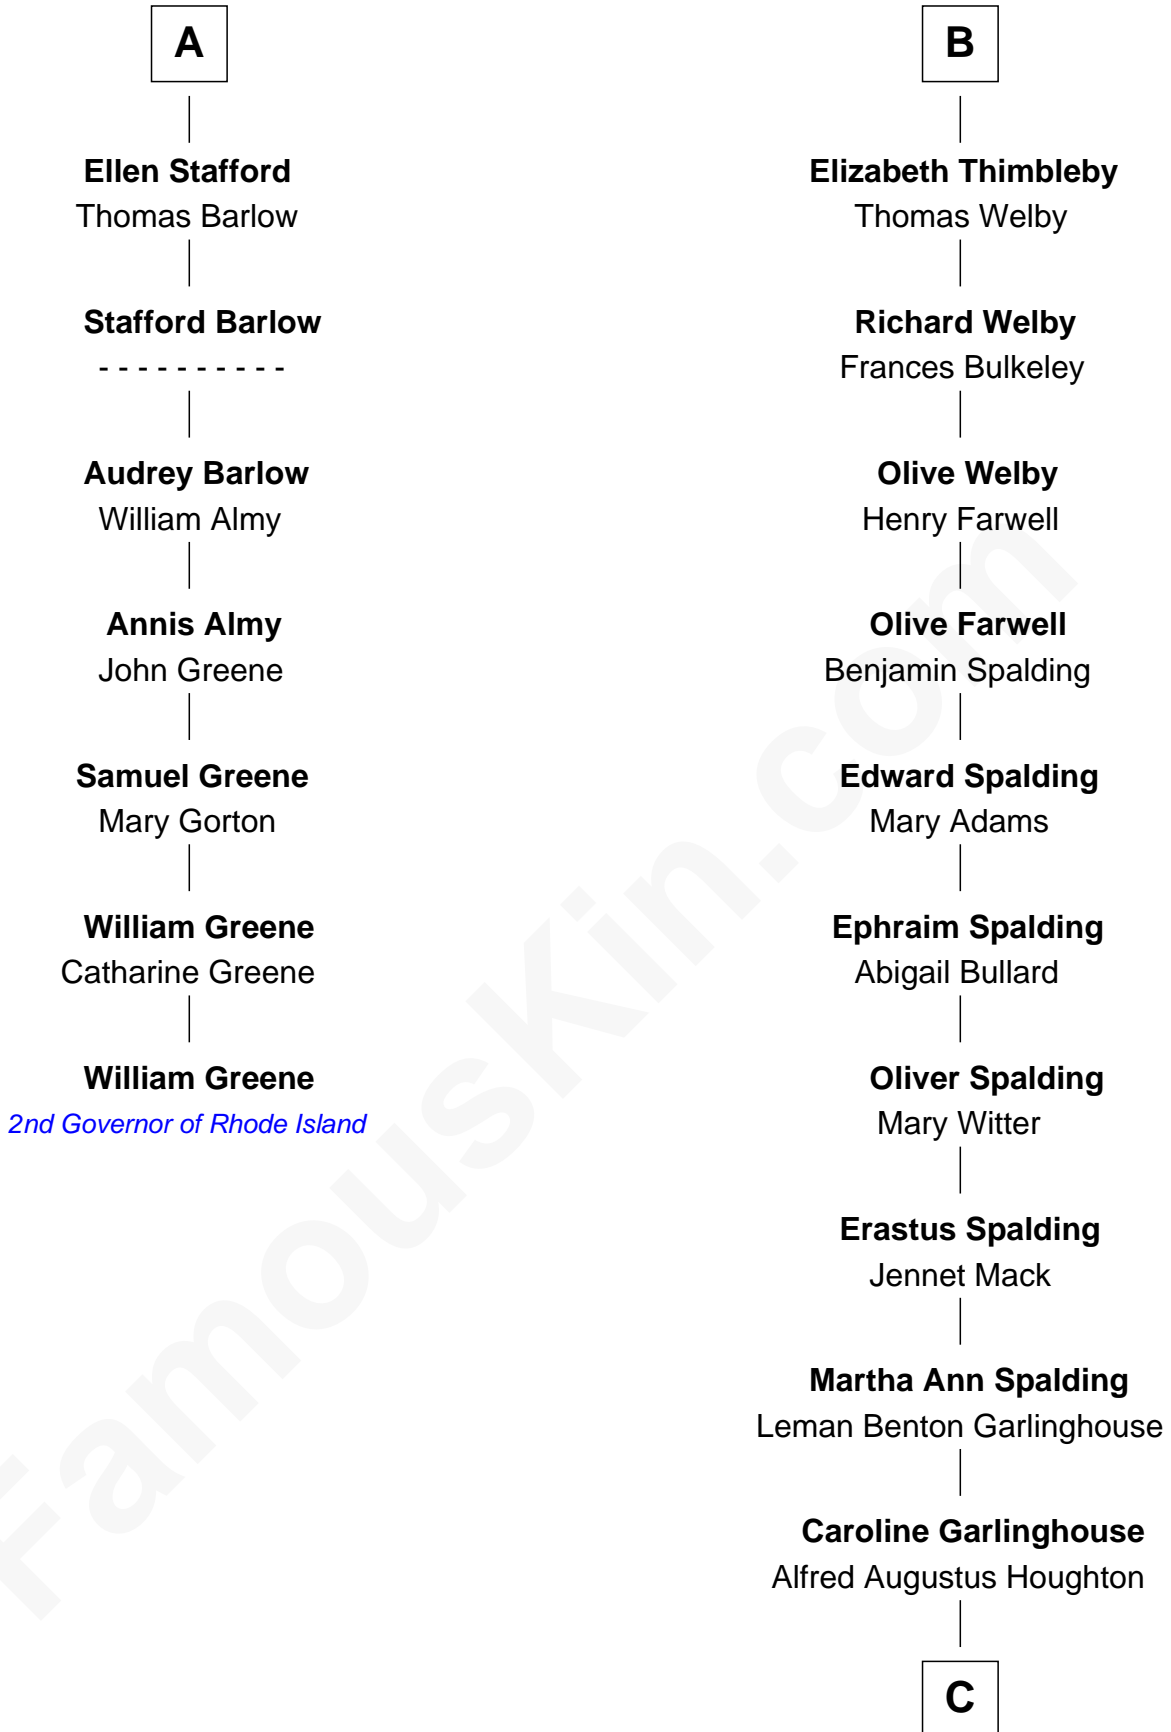 A
Ellen Stafford
Thomas Barlow
Stafford Barlow
- - - - - - - - - -
Audrey Barlow
William Almy
Annis Almy
John Greene
Samuel Greene
Mary Gorton
William Greene
Catharine Greene
William Greene
2nd Governor of Rhode Island
B
Elizabeth Thimbleby
Thomas Welby
Richard Welby
Frances Bulkeley
Olive Welby
Henry Farwell
Olive Farwell
Benjamin Spalding
Edward Spalding
Mary Adams
Ephraim Spalding
Abigail Bullard
Oliver Spalding
Mary Witter
Erastus Spalding
Jennet Mack
Martha Ann Spalding
Leman Benton Garlinghouse
Caroline Garlinghouse
Alfred Augustus Houghton
C
FamousKin.com